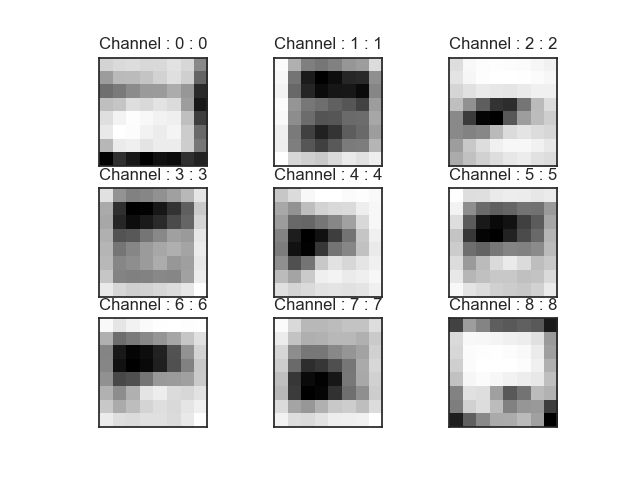 Channel : 0 : 0
Channel : 1 : 1
Channel : 2 : 2
Channel : 3 : 3
Channel : 4 : 4
Channel : 5 : 5
Channel : 6 : 6
Channel : 7 : 7
Channel : 8 : 8